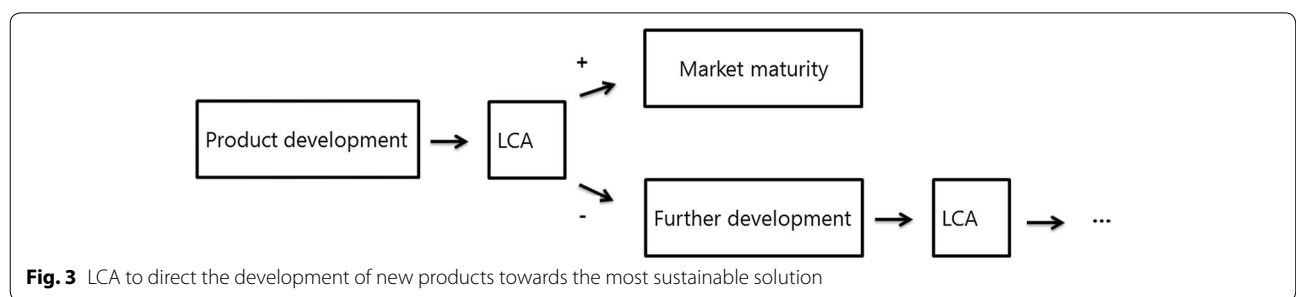 +
Market maturity
Product development
LCA
-
Further development
LCA
...
Fig. 3 LCA to direct the development of new products towards the most sustainable solution